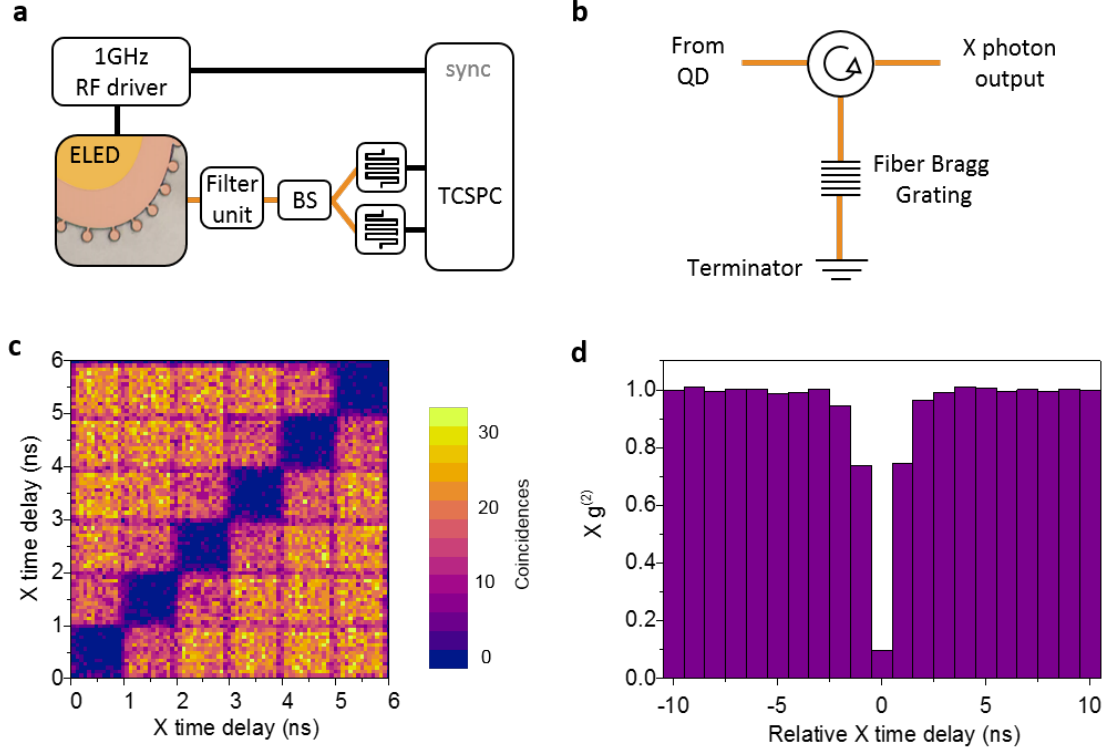 a
1GHz
RF driver
sync
ELED
Filter
unit
BS
TCSPC
b
From
QD
X photon
output
Fiber Bragg
Grating
Terminator
c
6
5
4
3
2
1
0
X time delay (ns)
0 1 2 3 4 5 6
X time delay (ns)
30
20
10
0
Coincidences
d
1.0
0.8
0.6
0.4
0.2
0.0
X g(2)
-10 -5 0 5 10
Relative X time delay (ns)